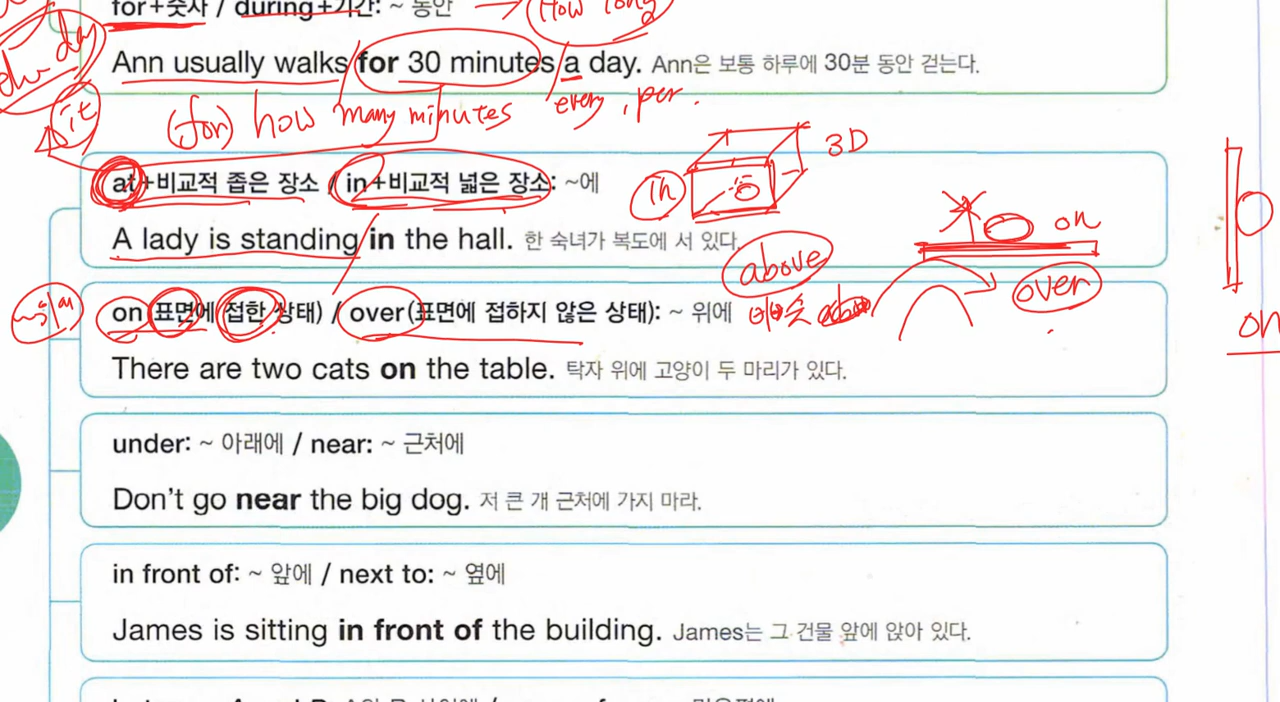 for+숫자 / during+기간: ~ 동안 → How long
Ann usually walks for 30 minutes a day. Ann은 보통 하루에 30분 동안 걷는다.
day
it
(for) how many minutes every, per.
at+비교적 좁은 장소 / in+비교적 넓은 장소: ~에
in
3D
A lady is standing in the hall. 한 숙녀가 복도에 서 있다.
above
on
over
on(표면에 접한 상태) / over(표면에 접하지 않은 상태): ~ 위에
비슷
on
There are two cats on the table. 탁자 위에 고양이 두 마리가 있다.
under: ~ 아래에 / near: ~ 근처에
Don't go near the big dog. 저 큰 개 근처에 가지 마라.
in front of: ~ 앞에 / next to: ~ 옆에
James is sitting in front of the building. James는 그 건물 앞에 앉아 있다.